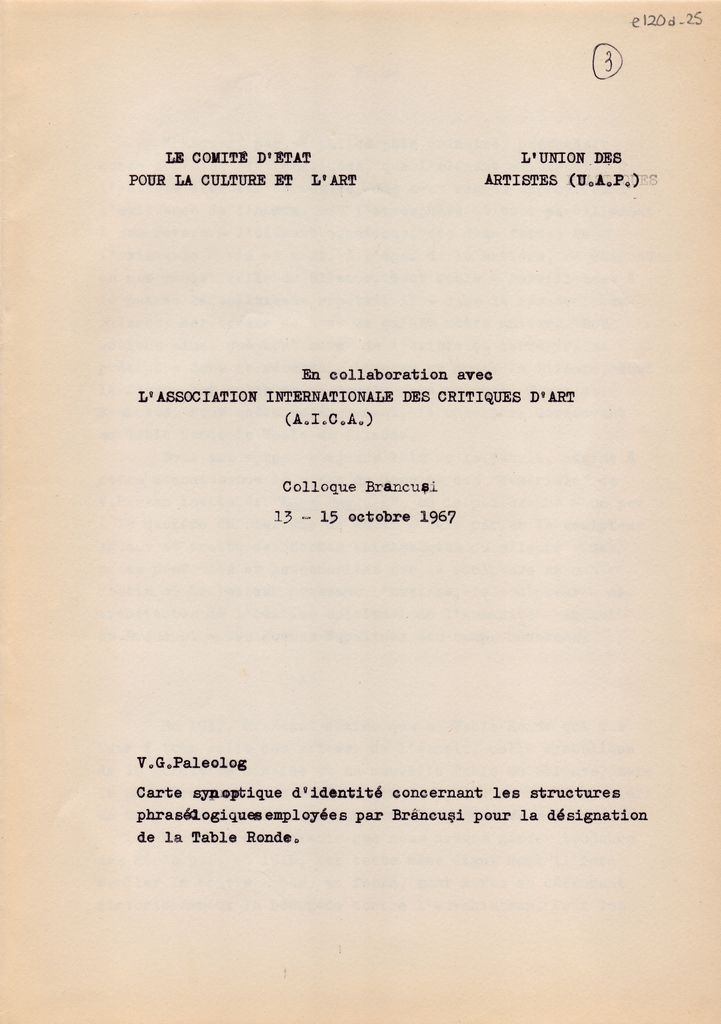 e120d-25
3
LE COMITÉ D'ÉTAT
POUR LA CULTURE ET L'ART
L'UNION DES
ARTISTES (U.A.P.)
En collaboration avec
L'ASSOCIATION INTERNATIONALE DES CRITIQUES D'ART
(A.I.C.A.)
Colloque Brancuşi
13 - 15 octobre 1967
V.G.Paleolog
Carte synoptique d'identité concernant les structures
phraséologiques employées par Brâncuşi pour la désignation
de la Table Ronde.